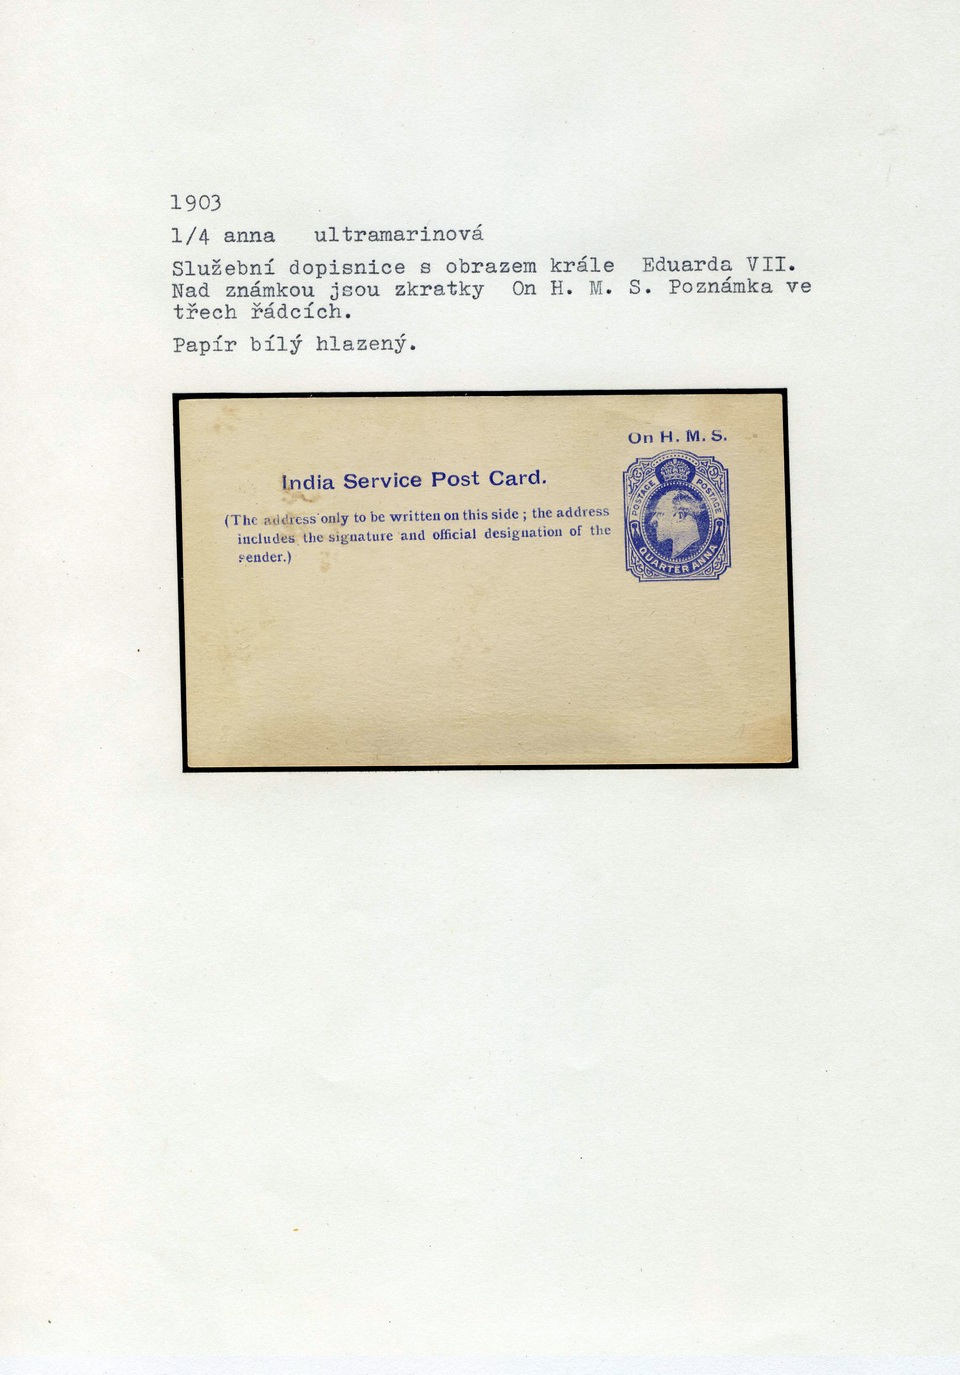 1903
1/4 anna ultramarinová
Služební dopisnice s obrazem krále Eduarda VII.
Nad známkou jsou zkratky On H. M. S. Poznámka ve
třech řádcích.
Papír bílý hlazený.
On H. M. S.
India Service Post Card.
(The address only to be written on this side ; the address
includes the signature and official designation of the
sender.)
POSTAGE POSTAGE
QUARTER ANNA